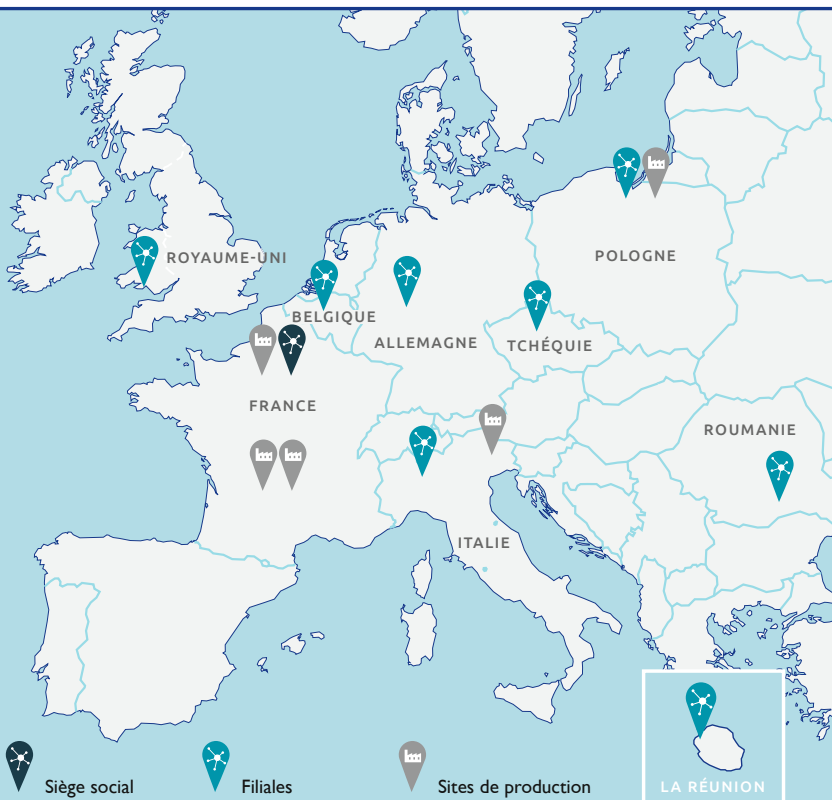 POLOGNE
ROYAUME-UNI
BELGIQUE
ALLEMAGNE
TCHÉQUIE
FRANCE
ROUMANIE
ITALIE
LA RÉUNION
Siège social
Filiales
Sites de production